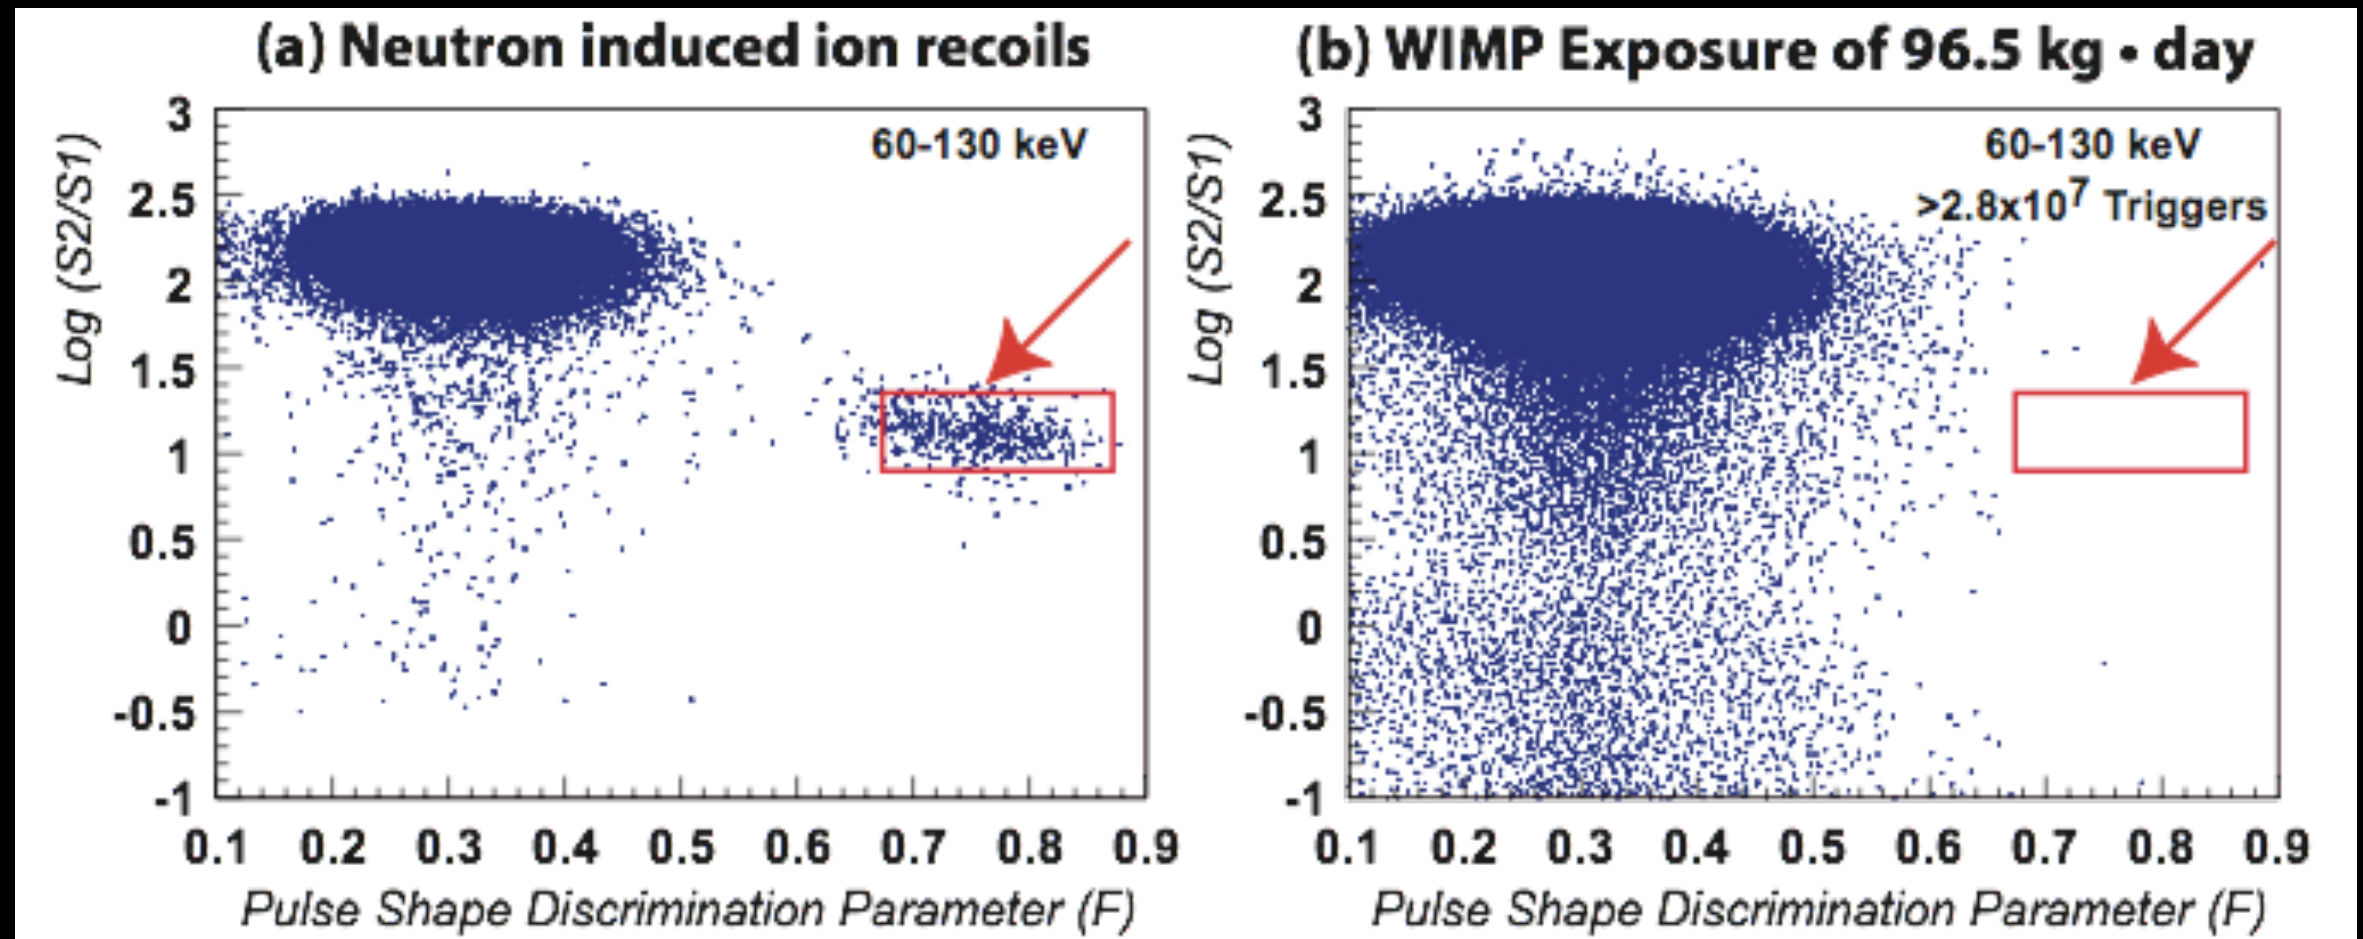 (a) Neutron induced ion recoils
3
2.5
2
1.5
1
0.5
0
-0.5
-1
Log (S2/S1)
60-130 keV
0.1 0.2 0.3 0.4 0.5 0.6 0.7 0.8 0.9
Pulse Shape Discrimination Parameter (F)
(b) WIMP Exposure of 96.5 kg • day
3
2.5
2
1.5
1
0.5
0
-0.5
-1
Log (S2/S1)
60-130 keV
>2.8x10⁷ Triggers
0.1 0.2 0.3 0.4 0.5 0.6 0.7 0.8 0.9
Pulse Shape Discrimination Parameter (F)